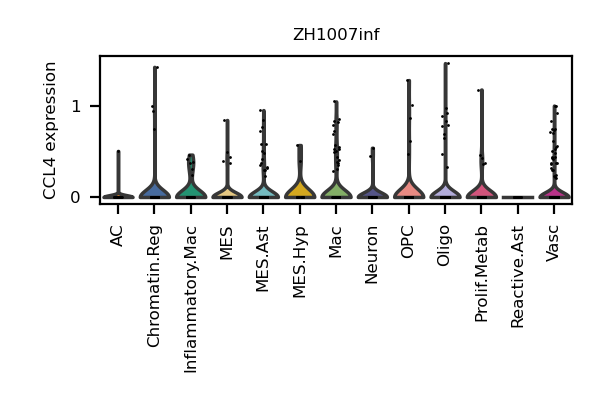 ZH1007inf
CCL4 expression
1
0
AC
Chromatin.Reg
Inflammatory.Mac
MES
MES.Ast
MES.Hyp
Mac
Neuron
OPC
Oligo
Prolif.Metab
Reactive.Ast
Vasc